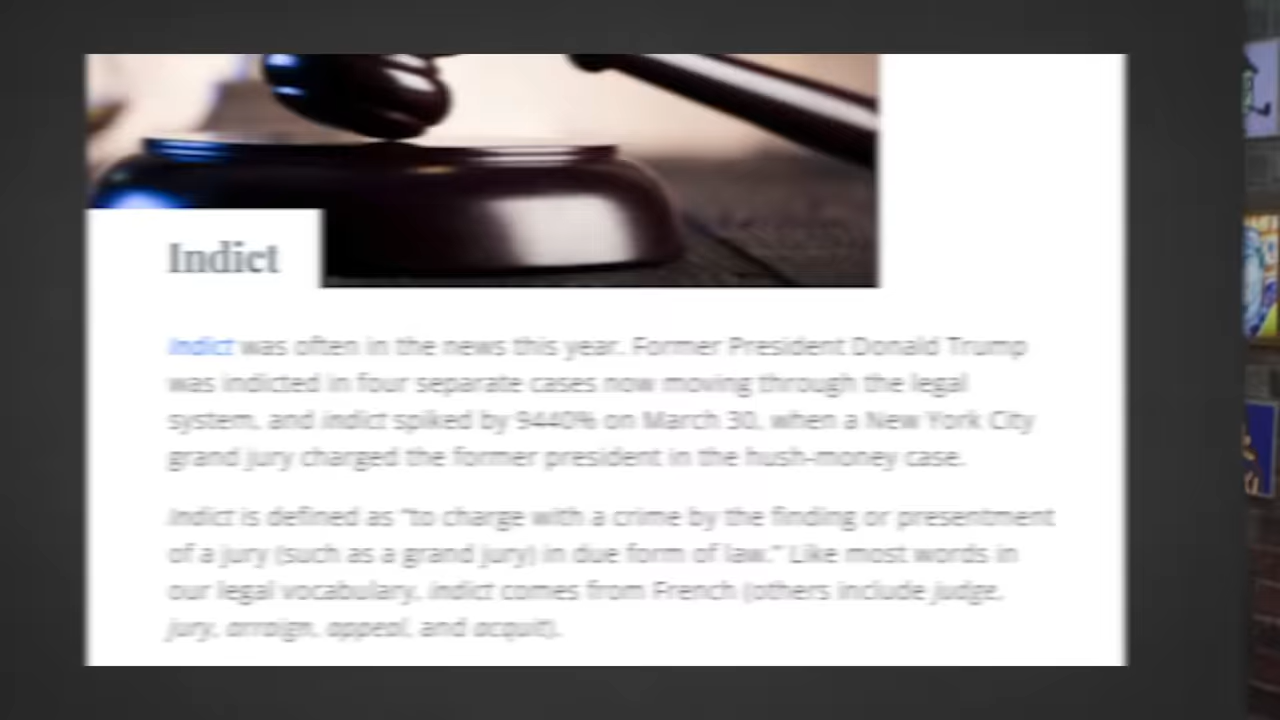 Indict
Indict was often in the news this year. Former President Donald Trump
was indicted in four separate cases now moving through the legal
system, and indict spiked by 9440% on March 30, when a New York City
grand jury charged the former president in the hush-money case.
Indict is defined as "to charge with a crime by the finding or presentment
of a jury (such as a grand jury) in due form of law." Like most words in
our legal vocabulary, indict comes from French (others include judge,
jury, arraign, appeal, and acquit).